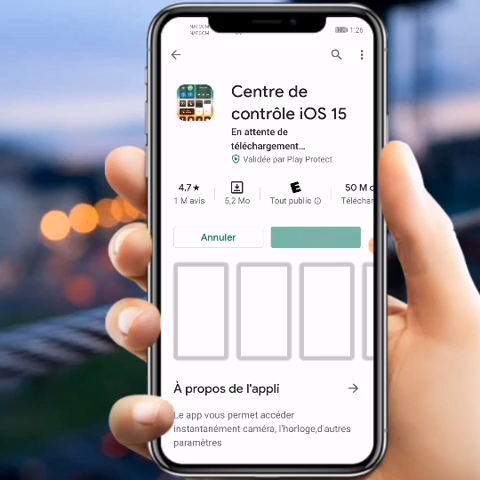 NATCOM
NATCOM
1:26
Centre de
contrôle iOS 15
En attente de
téléchargement...
Validée par Play Protect
4,7★
1 M avis
5,2 Mo
E
Tout public
50 M
Téléchar
Annuler
À propos de l'appli
Le app vous permet accéder
instantanément caméra, l'horloge,d'autres
paramètres